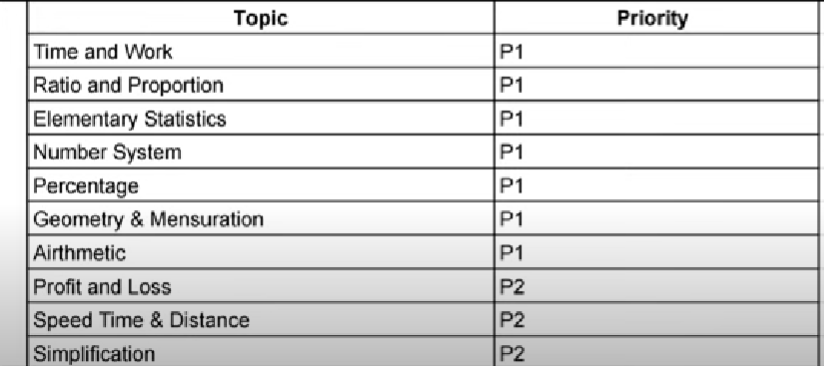 Topic Priority
Time and Work P1
Ratio and Proportion P1
Elementary Statistics P1
Number System P1
Percentage P1
Geometry & Mensuration P1
Airthmetic P1
Profit and Loss P2
Speed Time & Distance P2
Simplification P2